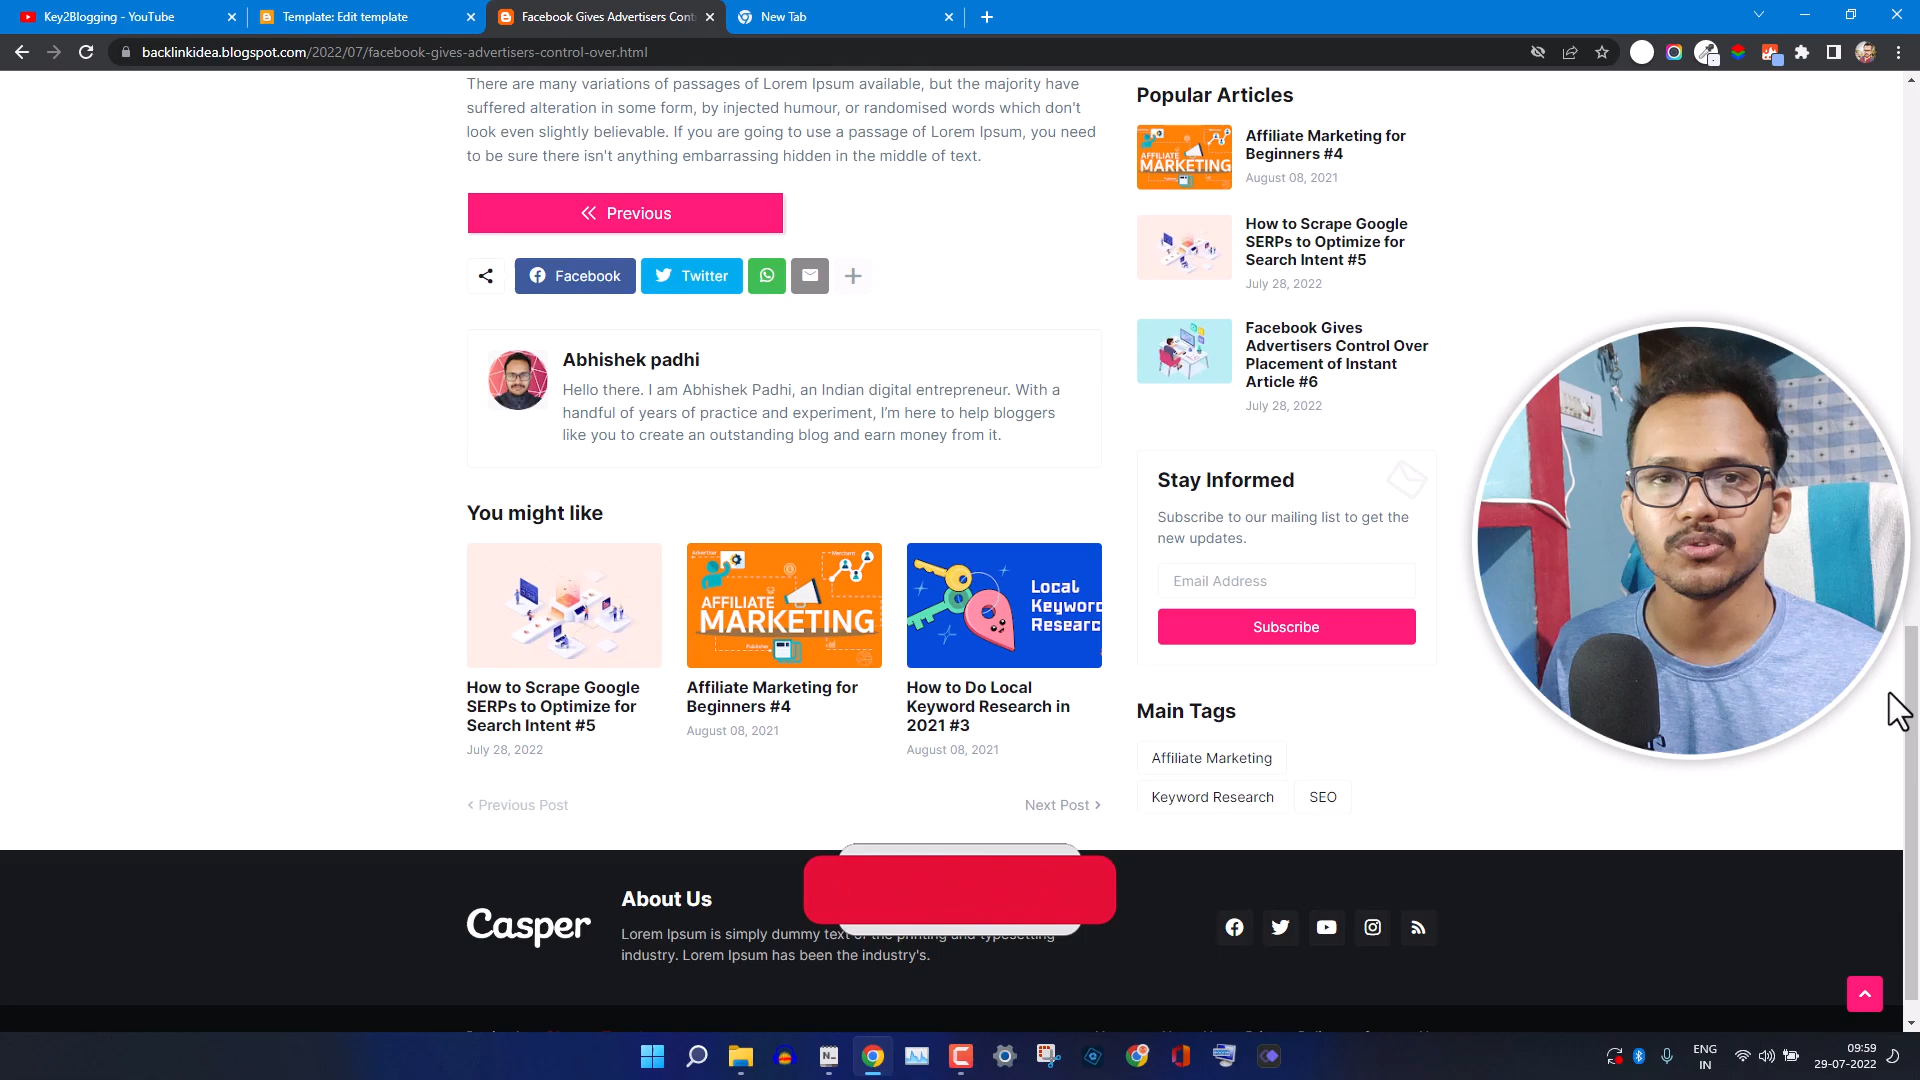 Key2Blogging - YouTube
Template: Edit template
Facebook Gives Advertisers Cont
New Tab
backlinkidea.blogspot.com/2022/07/facebook-gives-advertisers-control-over.html
There are many variations of passages of Lorem Ipsum available, but the majority have
suffered alteration in some form, by injected humour, or randomised words which don't
look even slightly believable. If you are going to use a passage of Lorem Ipsum, you need
to be sure there isn't anything embarrassing hidden in the middle of text.
Previous
Facebook
Twitter
Abhishek padhi
Hello there. I am Abhishek Padhi, an Indian digital entrepreneur. With a
handful of years of practice and experiment, I'm here to help bloggers
like you to create an outstanding blog and earn money from it.
You might like
AFFILIATE
MARKETING
Local
Keyword
Researc
How to Scrape Google
SERPs to Optimize for
Search Intent #5
July 28, 2022
Affiliate Marketing for
Beginners #4
August 08, 2021
How to Do Local
Keyword Research in
2021 #3
August 08, 2021
Previous Post
Next Post
Popular Articles
AFFILIATE
MARKETING
Affiliate Marketing for
Beginners #4
August 08, 2021
How to Scrape Google
SERPs to Optimize for
Search Intent #5
July 28, 2022
Facebook Gives
Advertisers Control Over
Placement of Instant
Article #6
July 28, 2022
Stay Informed
Subscribe to our mailing list to get the
new updates.
Email Address
Subscribe
Main Tags
Affiliate Marketing
Keyword Research
SEO
Casper
About Us
Lorem Ipsum is simply dummy text of the printing and typesetting
industry. Lorem Ipsum has been the industry's.
ENG
IN
09:59
29-07-2022